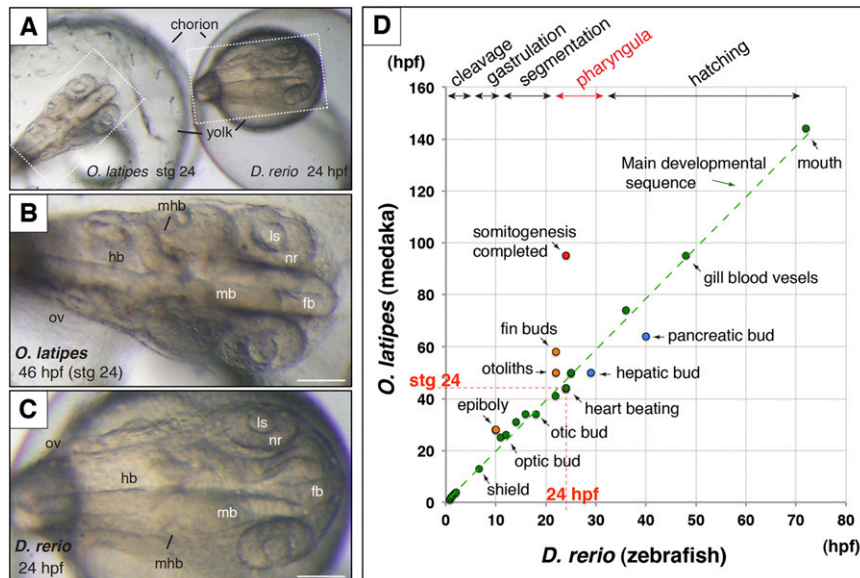 A
chorion
yolk
O. latipes stg 24
D. rerio 24 hpf
B
mhb
hb
ls
nr
mb
fb
ov
O. latipes
46 hpf (stg 24)
C
ov
ls
nr
hb
fb
mb
mhb
D. rerio
24 hpf
D
(hpf)
cleavage
gastrulation
segmentation
pharyngula
hatching
160
140
120
100
80
60
40
20
0
O. latipes (medaka)
mouth
Main developmental
sequence
somitogenesis
completed
gill blood vesels
fin buds
pancreatic bud
otoliths
hepatic bud
stg 24
heart beating
epiboly
otic bud
optic bud
shield
24 hpf
0 10 20 30 40 50 60 70 80
D. rerio (zebrafish)
(hpf)